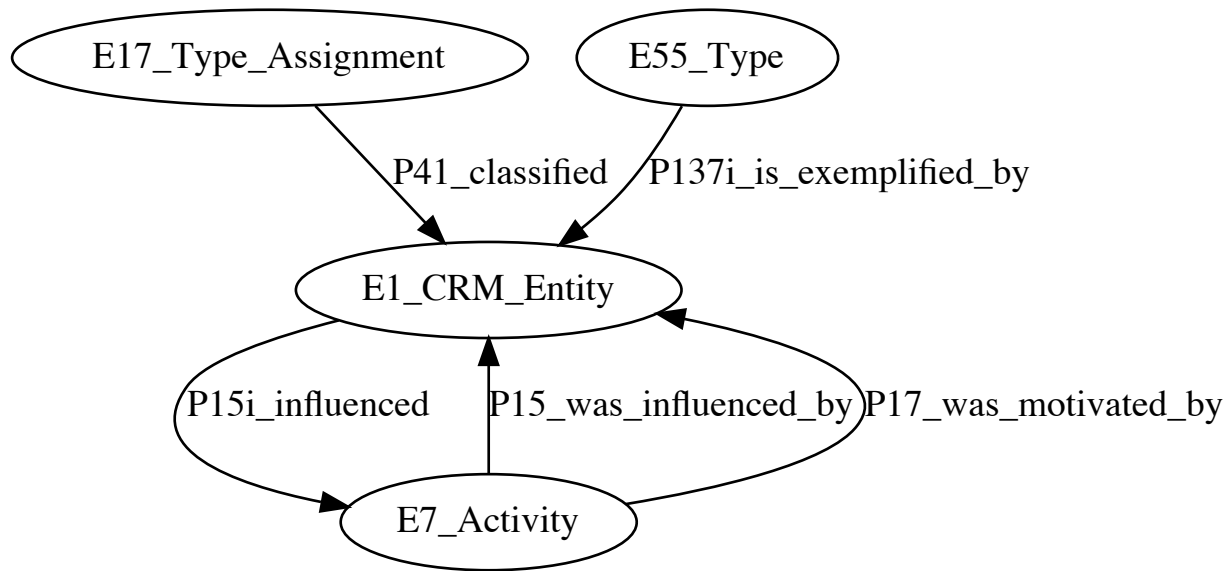 E17_Type_Assignment
E55_Type
P41_classified
P137i_is_exemplified_by
E1_CRM_Entity
P15i_influenced
P15_was_influenced_by
P17_was_motivated_by
E7_Activity